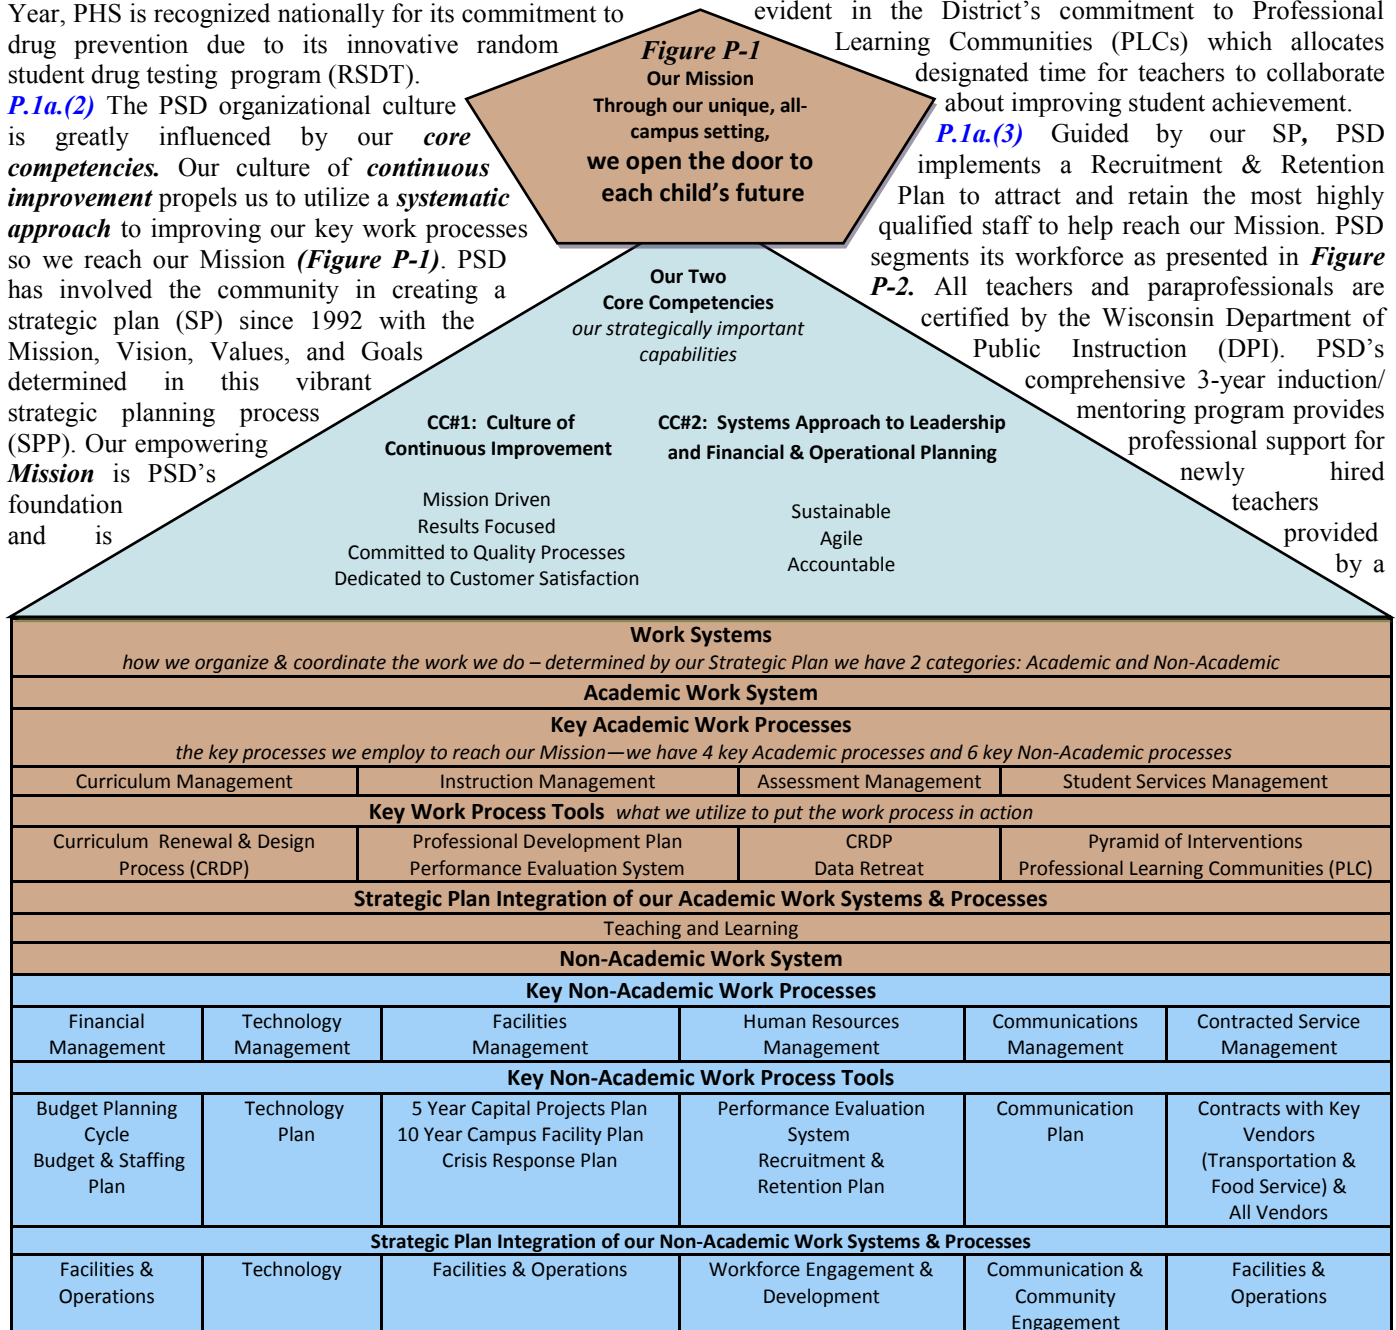 Year, PHS is recognized nationally for its commitment to
drug prevention due to its innovative random
student drug testing program (RSDT).
P.1a.(2) The PSD organizational culture
is greatly influenced by our core
competencies. Our culture of continuous
improvement propels us to utilize a systematic
approach to improving our key work processes
so we reach our Mission (Figure P-1). PSD
has involved the community in creating a
strategic plan (SP) since 1992 with the
Mission, Vision, Values, and Goals
determined in this vibrant
strategic planning process
(SPP). Our empowering
Mission is PSD's
foundation
and is
evident in the District's commitment to Professional
Learning Communities (PLCs) which allocates
designated time for teachers to collaborate
about improving student achievement.
P.1a.(3) Guided by our SP, PSD
implements a Recruitment & Retention
Plan to attract and retain the most highly
qualified staff to help reach our Mission. PSD
segments its workforce as presented in Figure
P-2. All teachers and paraprofessionals are
certified by the Wisconsin Department of
Public Instruction (DPI). PSD's
comprehensive 3-year induction/
mentoring program provides
professional support for
newly hired
teachers
provided
by a
Figure P-1
Our Mission
Through our unique, all-
campus setting,
we open the door to
each child's future
Our Two
Core Competencies
our strategically important
capabilities
CC#1: Culture of
Continuous Improvement
Mission Driven
Results Focused
Committed to Quality Processes
Dedicated to Customer Satisfaction
CC#2: Systems Approach to Leadership
and Financial & Operational Planning
Sustainable
Agile
Accountable
Work Systems
how we organize & coordinate the work we do – determined by our Strategic Plan we have 2 categories: Academic and Non-Academic
Academic Work System
Key Academic Work Processes
the key processes we employ to reach our Mission—we have 4 key Academic processes and 6 key Non-Academic processes
Curriculum Management
Instruction Management
Assessment Management
Student Services Management
Key Work Process Tools what we utilize to put the work process in action
Curriculum Renewal & Design
Process (CRDP)
Professional Development Plan
Performance Evaluation System
CRDP
Data Retreat
Pyramid of Interventions
Professional Learning Communities (PLC)
Strategic Plan Integration of our Academic Work Systems & Processes
Teaching and Learning
Non-Academic Work System
Key Non-Academic Work Processes
Financial
Management
Technology
Management
Facilities
Management
Human Resources
Management
Communications
Management
Contracted Service
Management
Key Non-Academic Work Process Tools
Budget Planning
Cycle
Budget & Staffing
Plan
Technology
Plan
5 Year Capital Projects Plan
10 Year Campus Facility Plan
Crisis Response Plan
Performance Evaluation
System
Recruitment &
Retention Plan
Communication
Plan
Contracts with Key
Vendors
(Transportation &
Food Service) &
All Vendors
Strategic Plan Integration of our Non-Academic Work Systems & Processes
Facilities &
Operations
Technology
Facilities & Operations
Workforce Engagement &
Development
Communication &
Community
Engagement
Facilities &
Operations